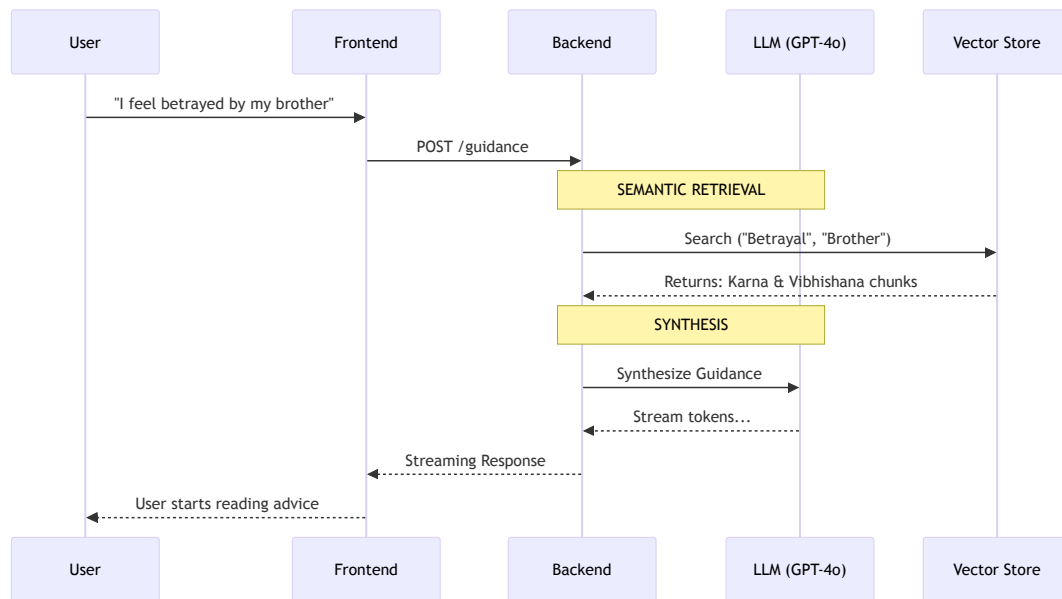 User
Frontend
Backend
LLM (GPT-4o)
Vector Store
"I feel betrayed by my brother"
POST /guidance
SEMANTIC RETRIEVAL
Search ("Betrayal", "Brother")
Returns: Karna & Vibhishana chunks
SYNTHESIS
Synthesize Guidance
Stream tokens...
Streaming Response
User starts reading advice
User
Frontend
Backend
LLM (GPT-4o)
Vector Store